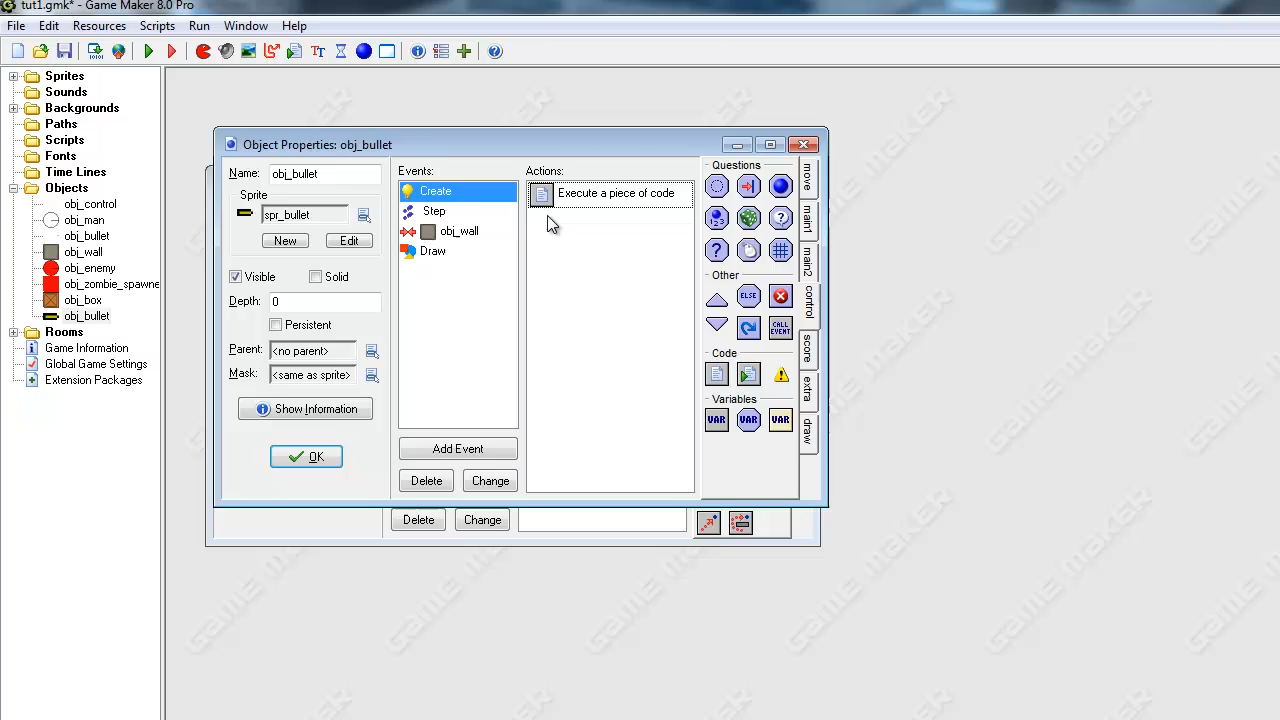 tut1.gmk* - Game Maker 8.0 Pro
File Edit Resources Scripts Run Window Help
Sprites
Sounds
Backgrounds
Paths
Scripts
Fonts
Time Lines
Objects
obj_control
obj_man
obj_bullet
obj_wall
obj_enemy
obj_zombie_spawne
obj_box
obj_bullet
Rooms
Game Information
Global Game Settings
Extension Packages
Object Properties: obj_bullet
Name: obj_bullet
Sprite
spr_bullet
New Edit
Visible Solid
Depth: 0
Persistent
Parent: <no parent>
Mask: <same as sprite>
Show Information
OK
Events:
Create
Step
obj_wall
Draw
Add Event
Delete Change
Actions:
Execute a piece of code
Questions
Other
ELSE
CALL EVENT
Code
Variables
VAR VAR VAR
move
main1
main2
control
score
extra
draw
Delete Change
GAME MAKER